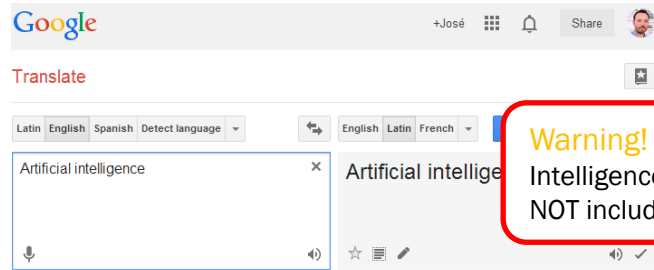 Google
+José
Share
Translate
Latin English Spanish Detect language
English Latin French
Artificial intelligence
Artificial intellige
Warning!
Intelligence
NOT includ